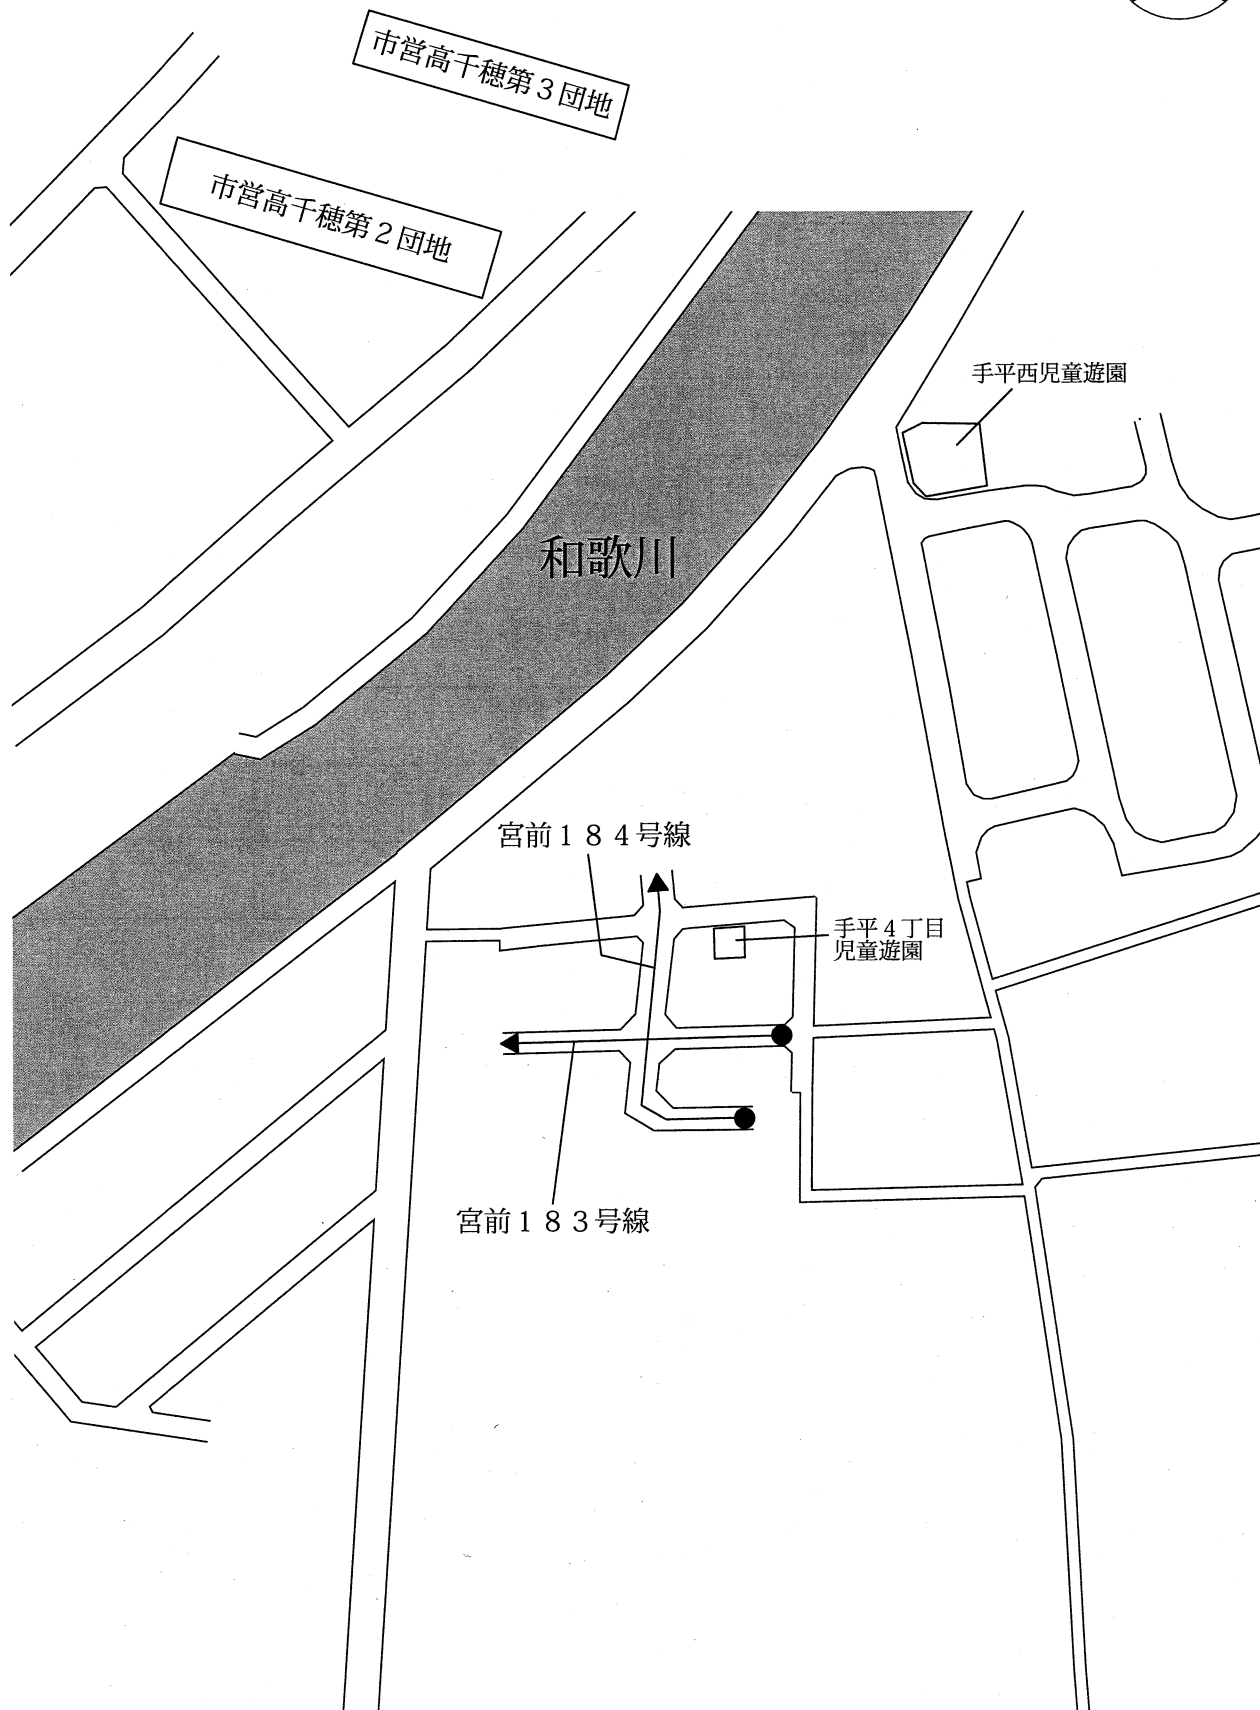 市営高千穂第３団地
市営高千穂第２団地
手平西児童遊園
和歌川
宮前１８４号線
手平４丁目
児童遊園
宮前１８３号線